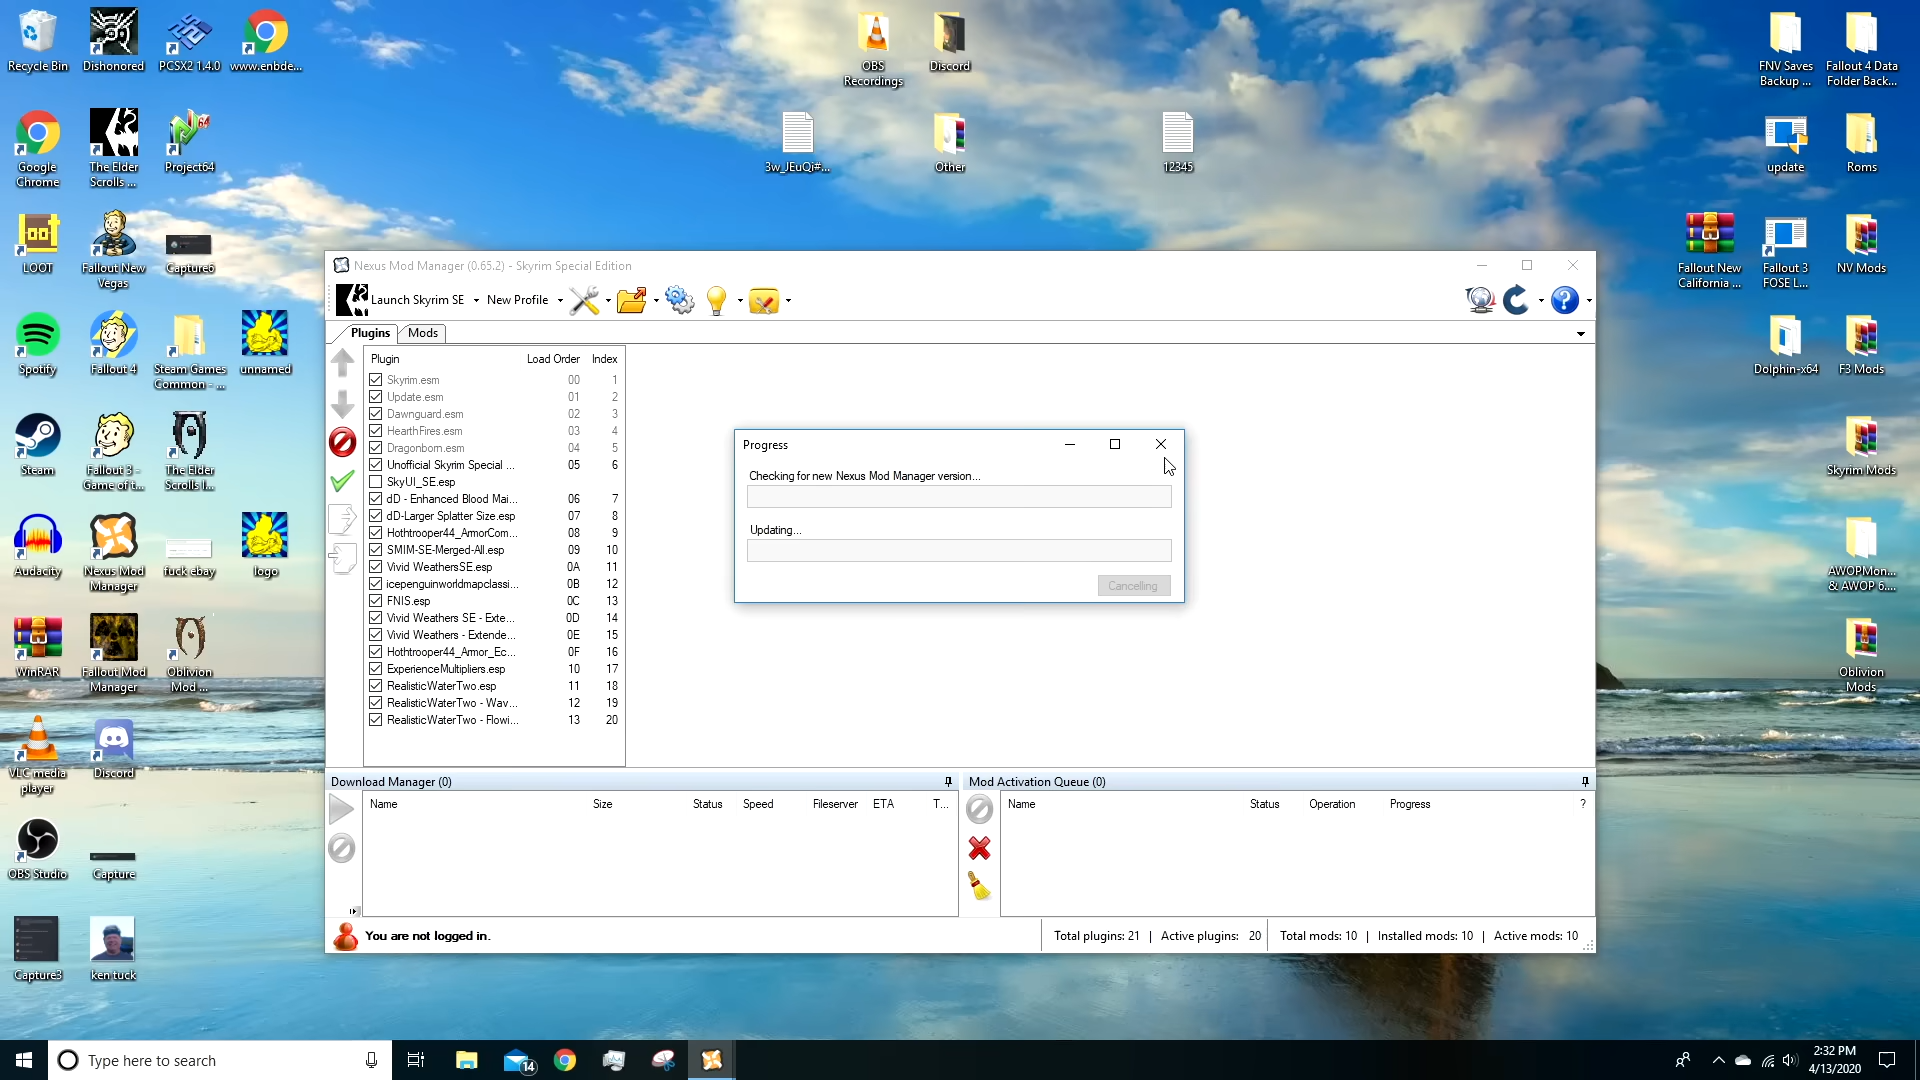 Recycle Bin
Dishonored
PCSX2 1.4.0
www.enbde...
OBS
Recordings
Discord
FNV Saves
Backup ...
Fallout 4 Data
Folder Back...
Google
Chrome
The Elder
Scrolls ...
Project64
3w_JEuQi#...
Other
12345
update
Roms
LOOT
Fallout New
Vegas
Capture6
Fallout New
California ...
Fallout 3
FOSE L...
NV Mods
Spotify
Fallout 4
Steam Games
Common - ...
unnamed
Dolphin-x64
F3 Mods
Steam
Fallout 3 -
Game of t...
The Elder
Scrolls I...
Skyrim Mods
Audacity
Nexus Mod
Manager
fuck ebay
logo
AWOPMon...
& AWOP 6....
WinRAR
Fallout Mod
Manager
Oblivion
Mod ...
Oblivion
Mods
VLC media
player
Discord
OBS Studio
Capture
Capture3
ken tuck
Nexus Mod Manager (0.65.2) - Skyrim Special Edition
Launch Skyrim SE
New Profile
Plugins
Mods
Plugin Load Order Index
Skyrim.esm 00 1
Update.esm 01 2
Dawnguard.esm 02 3
HearthFires.esm 03 4
Dragonborn.esm 04 5
Unofficial Skyrim Special ... 05 6
SkyUI_SE.esp
dD - Enhanced Blood Mai... 06 7
dD-Larger Splatter Size.esp 07 8
Hothtrooper44_ArmorCom... 08 9
SMIM-SE-Merged-All.esp 09 10
Vivid WeathersSE.esp 0A 11
icepenguinworldmapclassi... 0B 12
FNIS.esp 0C 13
Vivid Weathers SE - Exte... 0D 14
Vivid Weathers - Extende... 0E 15
Hothtrooper44_Armor_Ec... 0F 16
ExperienceMultipliers.esp 10 17
RealisticWaterTwo.esp 11 18
RealisticWaterTwo - Wav... 12 19
RealisticWaterTwo - Flowi... 13 20
Progress
Checking for new Nexus Mod Manager version...
Updating...
Cancelling
Download Manager (0)
Name Size Status Speed Fileserver ETA T...
Mod Activation Queue (0)
Name Status Operation Progress ?
You are not logged in.
Total plugins: 21 | Active plugins: 20
Total mods: 10 | Installed mods: 10 | Active mods: 10
Type here to search
14
2:32 PM
4/13/2020